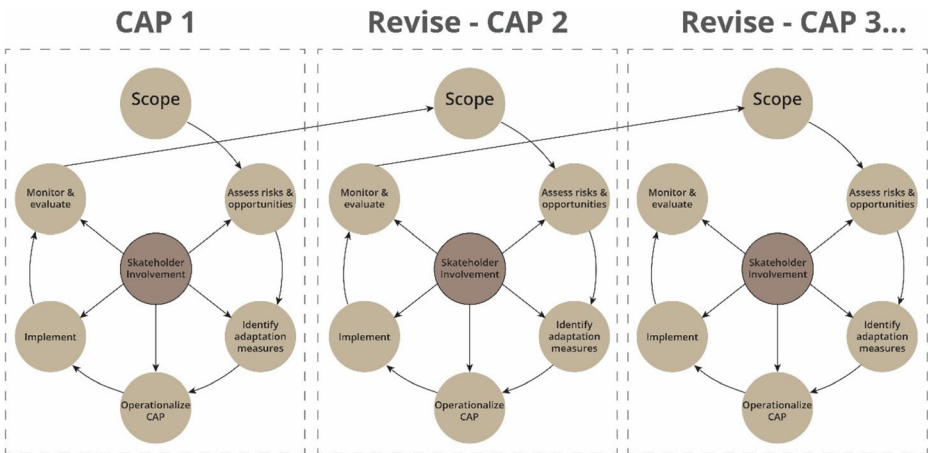 CAP 1
Scope
Monitor &
evaluate
Assess risks &
opportunities
Skateholder
Involvement
Implement
Identify
adaptation
measures
Operationalize
CAP
Revise - CAP 2
Scope
Monitor &
evaluate
Assess risks &
opportunities
Skateholder
Involvement
Implement
Identify
adaptation
measures
Operationalize
CAP
Revise - CAP 3...
Scope
Monitor &
evaluate
Assess risks &
opportunities
Skateholder
Involvement
Implement
Identify
adaptation
measures
Operationalize
CAP